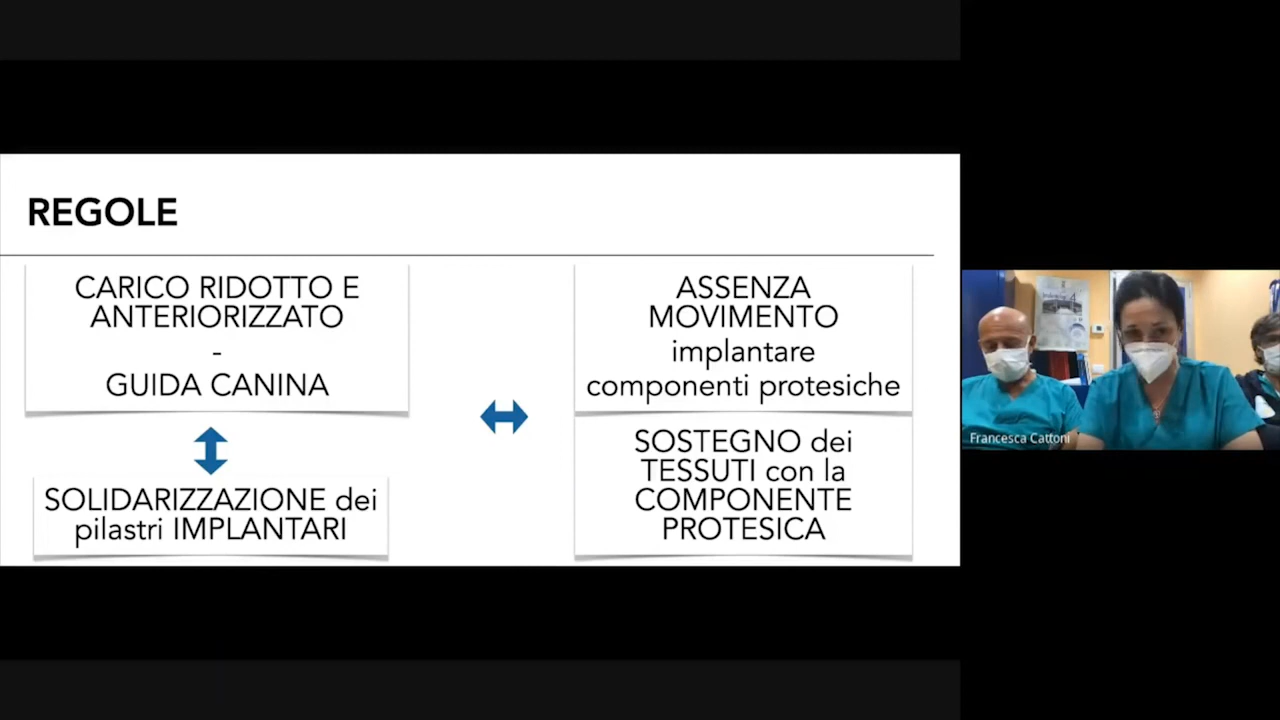 REGOLE
CARICO RIDOTTO E
ANTERIORIZZATO
-
GUIDA CANINA
SOLIDARIZZAZIONE dei
pilastri IMPLANTARI
ASSENZA
MOVIMENTO
implantare
componenti protesiche
SOSTEGNO dei
TESSUTI con la
COMPONENTE
PROTESICA
Francesca Cattoni